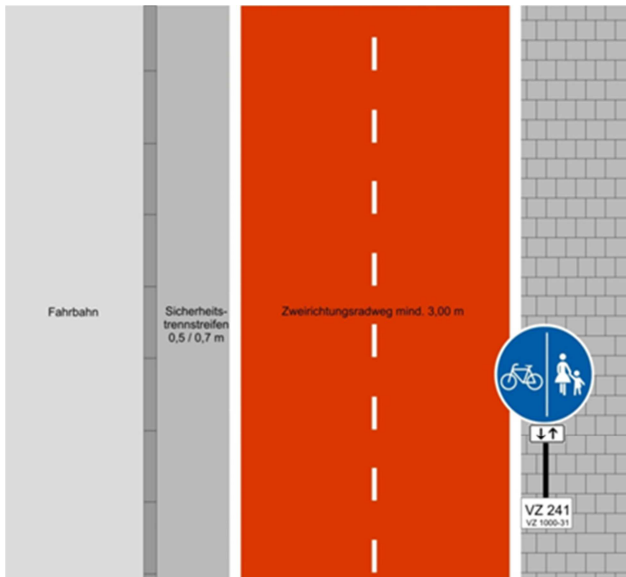 Fahrbahn
Sicherheits-
trennstreifen
0,5 / 0,7 m
Zweirichtungsradweg mind. 3,00 m
VZ 241
VZ 1000-31